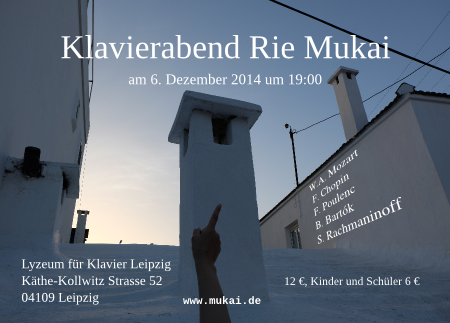 Klavierabend Rie Mukai
am 6. Dezember 2014 um 19:00
W.A. Mozart
F. Chopin
F. Poulenc
B. Bartók
S. Rachmaninoff
Lyzeum für Klavier Leipzig
Käthe-Kollwitz Strasse 52
04109 Leipzig
12 €, Kinder und Schüler 6 €
www.mukai.de